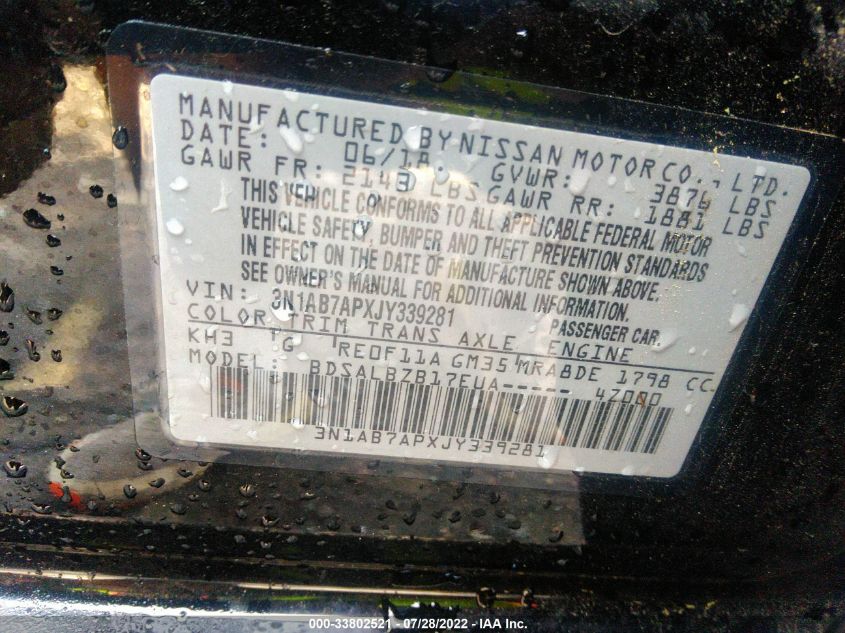 MANUFACTURED BY NISSAN MOTOR CO., LTD.
DATE: 06/18 GVWR: 3876 LBS
GAWR FR: 2143 LBS GAWR RR: 1881 LBS
THIS VEHICLE CONFORMS TO ALL APPLICABLE FEDERAL MOTOR
VEHICLE SAFETY, BUMPER AND THEFT PREVENTION STANDARDS
IN EFFECT ON THE DATE OF MANUFACTURE SHOWN ABOVE.
SEE OWNER'S MANUAL FOR ADDITIONAL INFORMATION.
VIN: 3N1AB7APXJY339281 PASSENGER CAR.
COLOR TRIM TRANS AXLE ENGINE
KH3 G RE0F11A GM35 MRA8DE 1798 CC.
MODEL: BDSALBZB17EUA----- 4Z000
3N1AB7APXJY339281
000-33802521 - 07/28/2022 - IAA Inc.